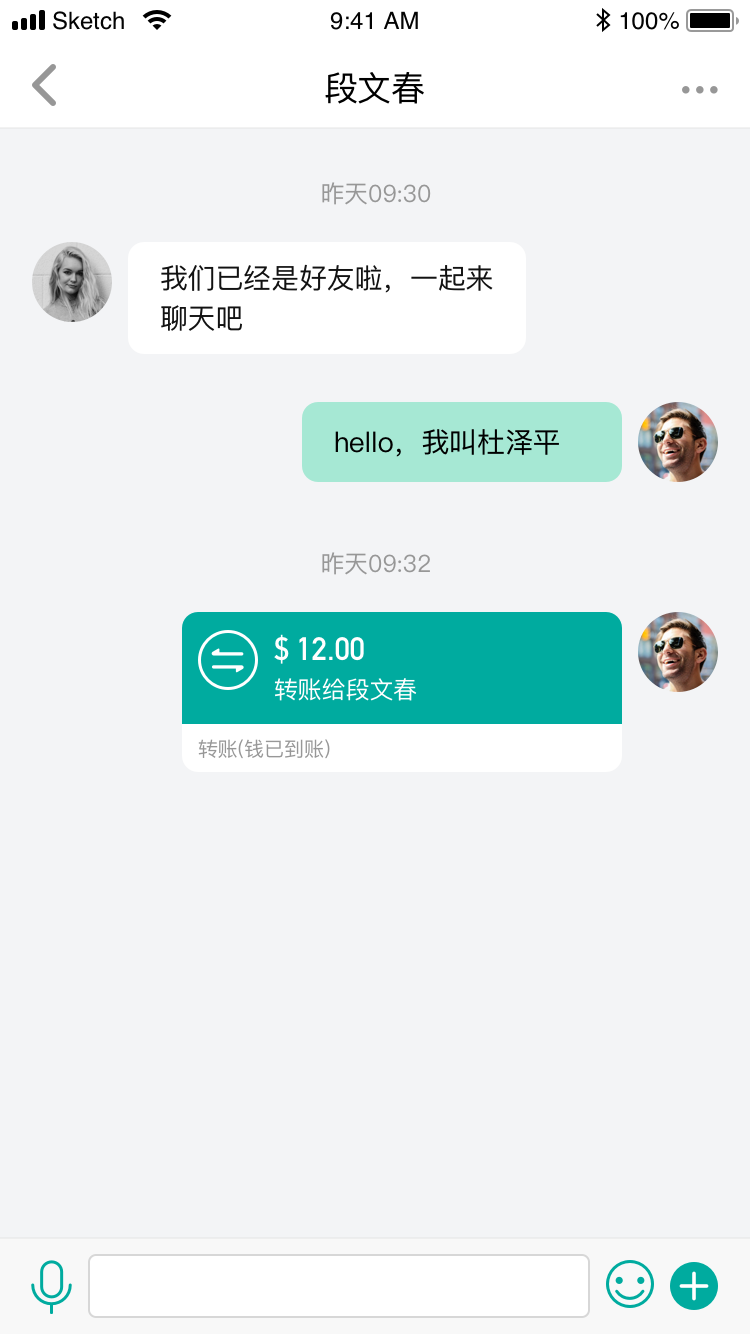 Sketch 9:41 AM 100%
段文春
昨天09:30
我们已经是好友啦，一起来
聊天吧
hello，我叫杜泽平
昨天09:32
$ 12.00
转账给段文春
转账(钱已到账)